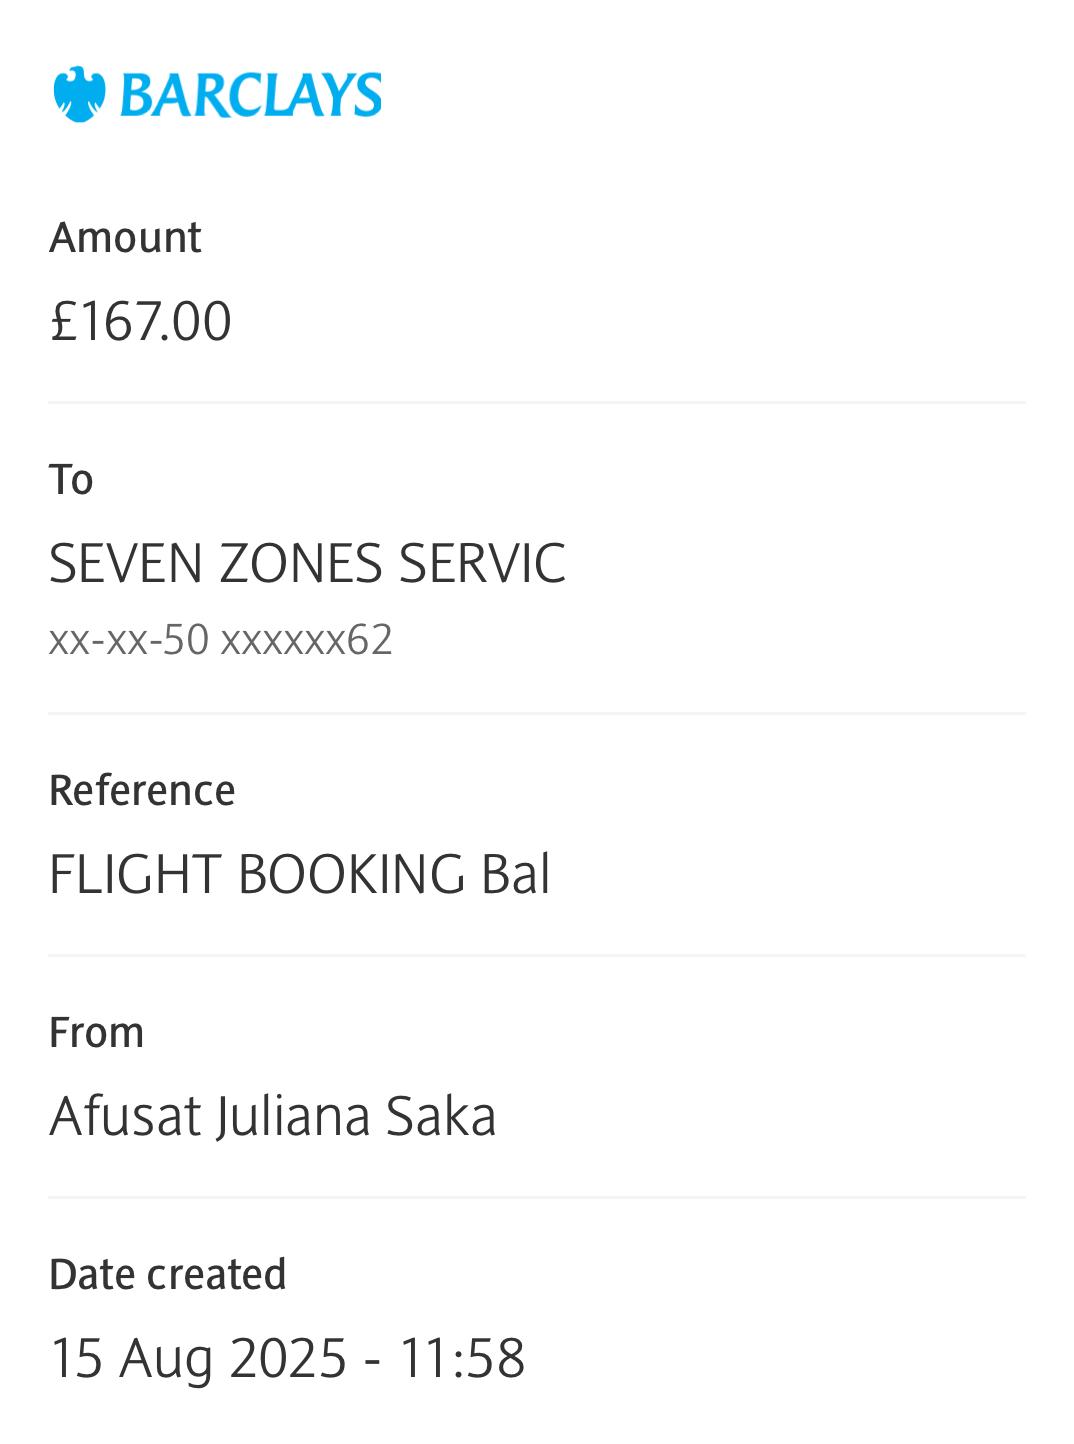 BARCLAYS
Amount
£167.00
To
SEVEN ZONES SERVIC
xx-xx-50 xxxxxx62
Reference
FLIGHT BOOKING Bal
From
Afusat Juliana Saka
Date created
15 Aug 2025 - 11:58